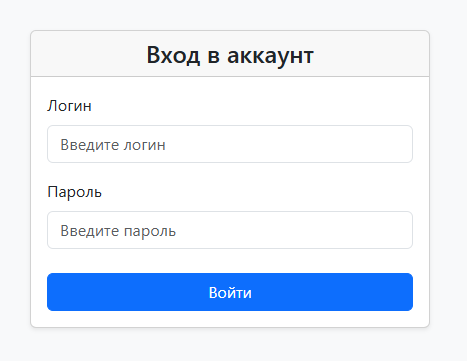 Вход в аккаунт
Логин
Введите логин
Пароль
Введите пароль
Войти